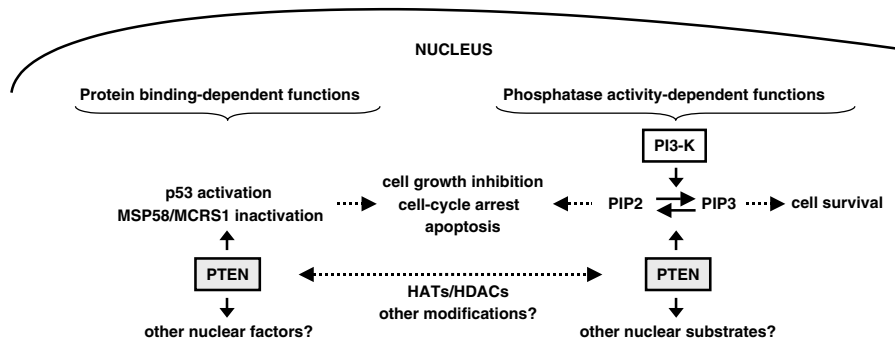 NUCLEUS
Protein binding-dependent functions
Phosphatase activity-dependent functions
PI3-K
p53 activation
MSP58/MCRS1 inactivation
cell growth inhibition
cell-cycle arrest
apoptosis
PIP2
PIP3
cell survival
PTEN
HATs/HDACs
other modifications?
PTEN
other nuclear factors?
other nuclear substrates?